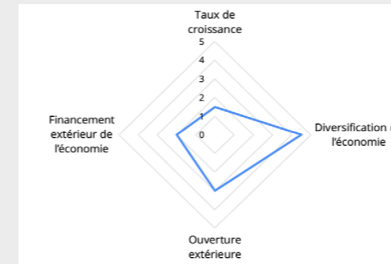 Taux de
croissance
5
4
3
2
1
0
Financement
extérieur de
l'économie
Diversification
l'économie
Ouverture
extérieure